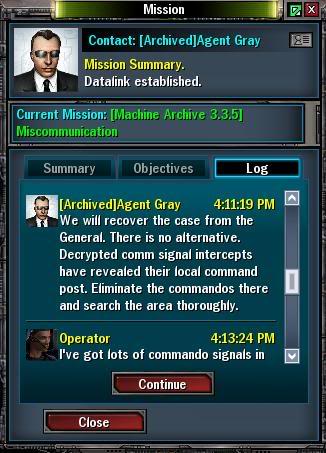 Mission
Contact: [Archived]Agent Gray
Mission Summary.
Datalink established.
Current Mission: [Machine Archive 3.3.5]
Miscommunication
Summary
Objectives
Log
[Archived]Agent Gray 4:11:19 PM
We will recover the case from the
General. There is no alternative.
Decrypted comm signal intercepts
have revealed their local command
post. Eliminate the commandos there
and search the area thoroughly.
Operator 4:13:24 PM
I've got lots of commando signals in
Continue
Close